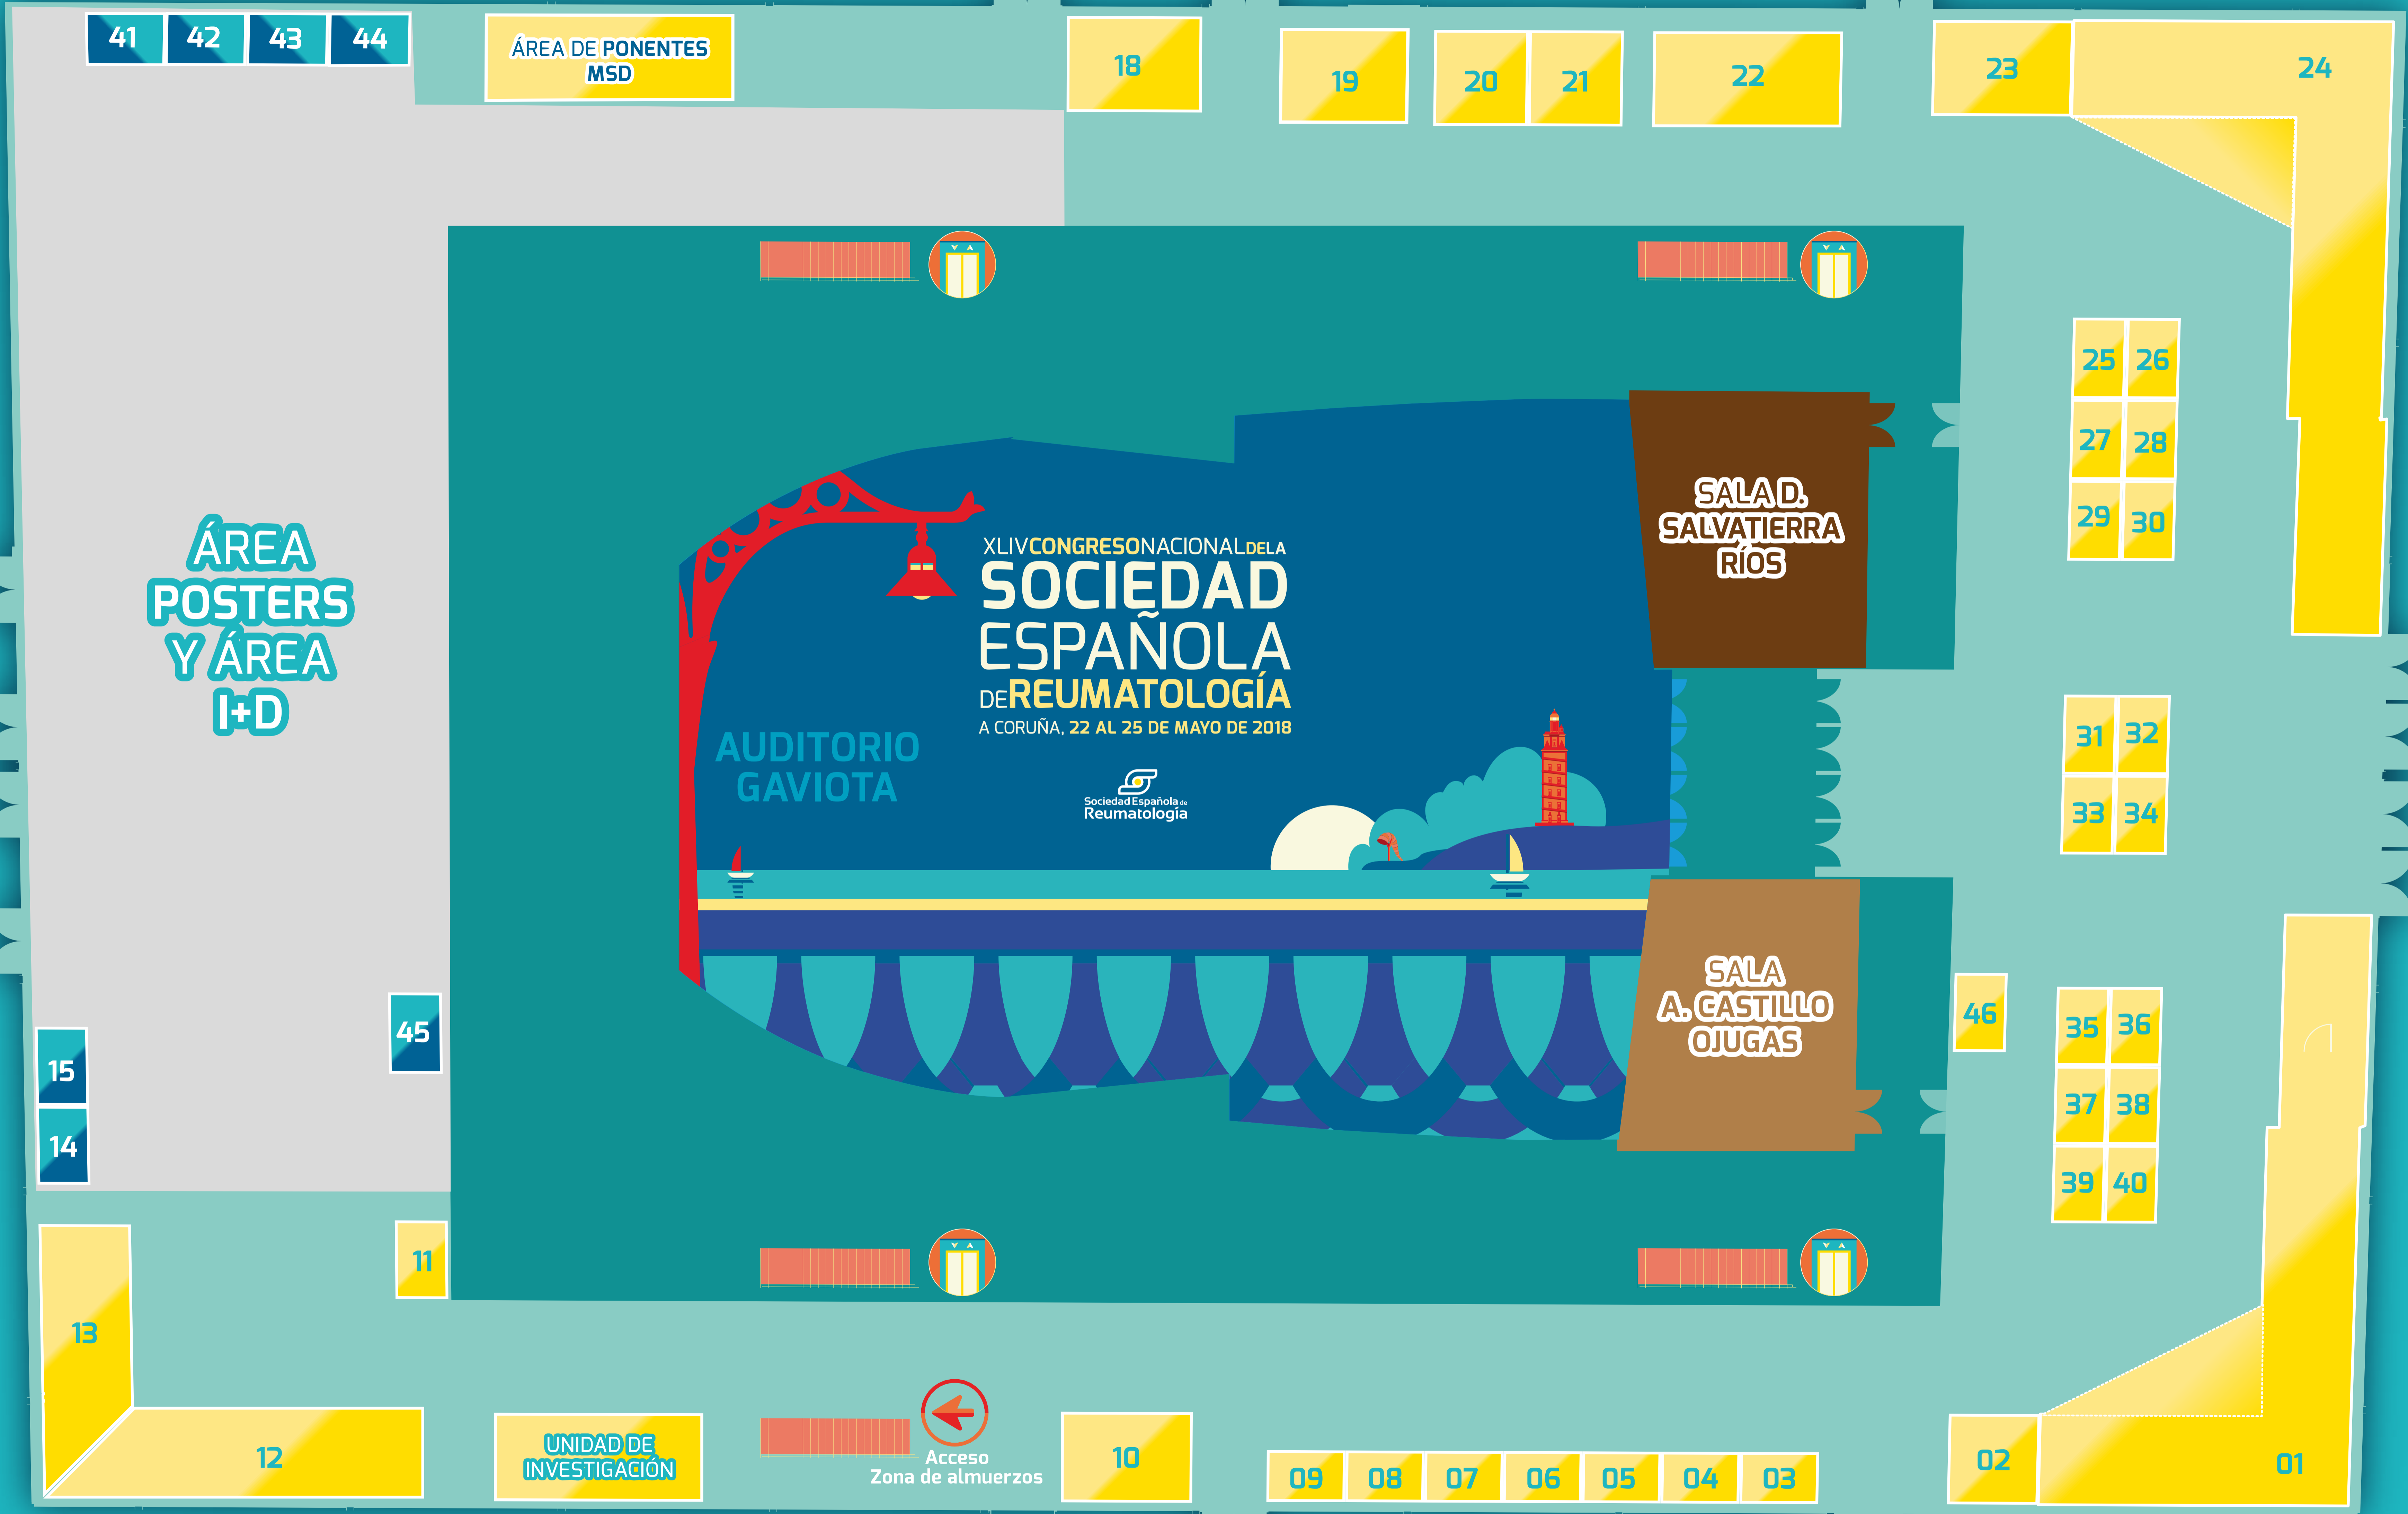 41 42 43 44
ÁREA DE PONENTES
MSD
18
19
20 21
22
23
24
25 26
27 28
29 30
SALA D.
SALVATIERRA
RÍOS
ÁREA
POSTERS
Y ÁREA
I+D
XLIV CONGRESO NACIONAL DE LA
SOCIEDAD
ESPAÑOLA
DE REUMATOLOGÍA
A CORUÑA, 22 AL 25 DE MAYO DE 2018
AUDITORIO
GAVIOTA
Sociedad Española de
Reumatología
31 32
33 34
SALA
A. CASTILLO
OJUGAS
46
35 36
37 38
39 40
45
15
14
11
13
12
UNIDAD DE
INVESTIGACIÓN
Acceso
Zona de almuerzos
10
09 08 07 06 05 04 03
02
01